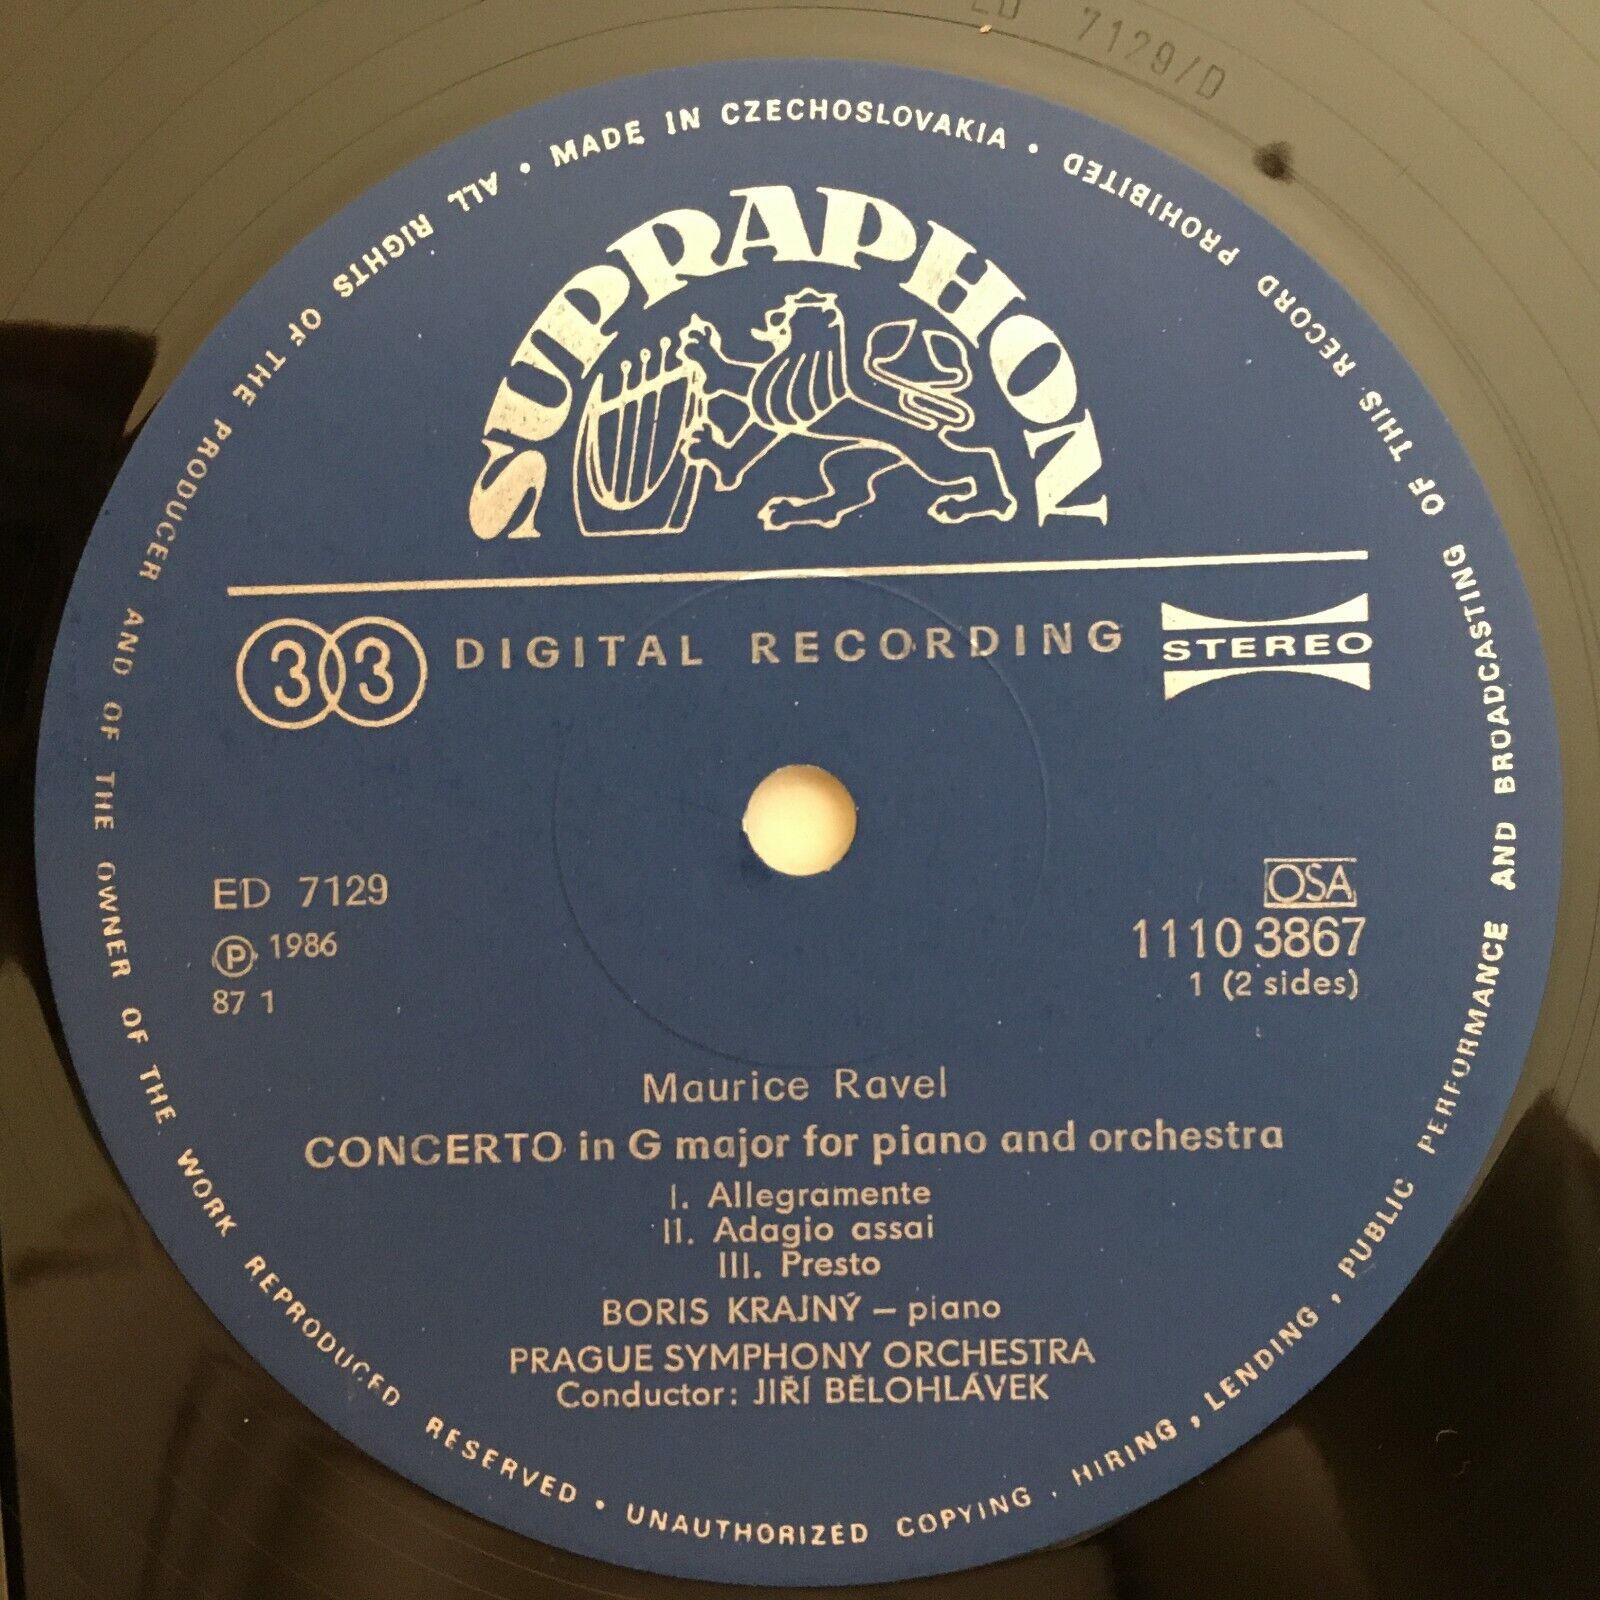 ED 7129/D
MADE IN CZECHOSLOVAKIA • ALL RIGHTS OF THE PRODUCER AND OF THE OWNER OF THE WORK REPRODUCED RESERVED • UNAUTHORIZED COPYING, HIRING, LENDING, PUBLIC PERFORMANCE AND BROADCASTING OF THIS RECORD PROHIBITED •
SUPRAPHON
33 DIGITAL RECORDING STEREO
ED 7129
Ⓟ 1986
87 1
OSA
1110 3867
1 (2 sides)
Maurice Ravel
CONCERTO in G major for piano and orchestra
I. Allegramente
II. Adagio assai
III. Presto
BORIS KRAJNÝ – piano
PRAGUE SYMPHONY ORCHESTRA
Conductor: JIŘÍ BĚLOHLÁVEK